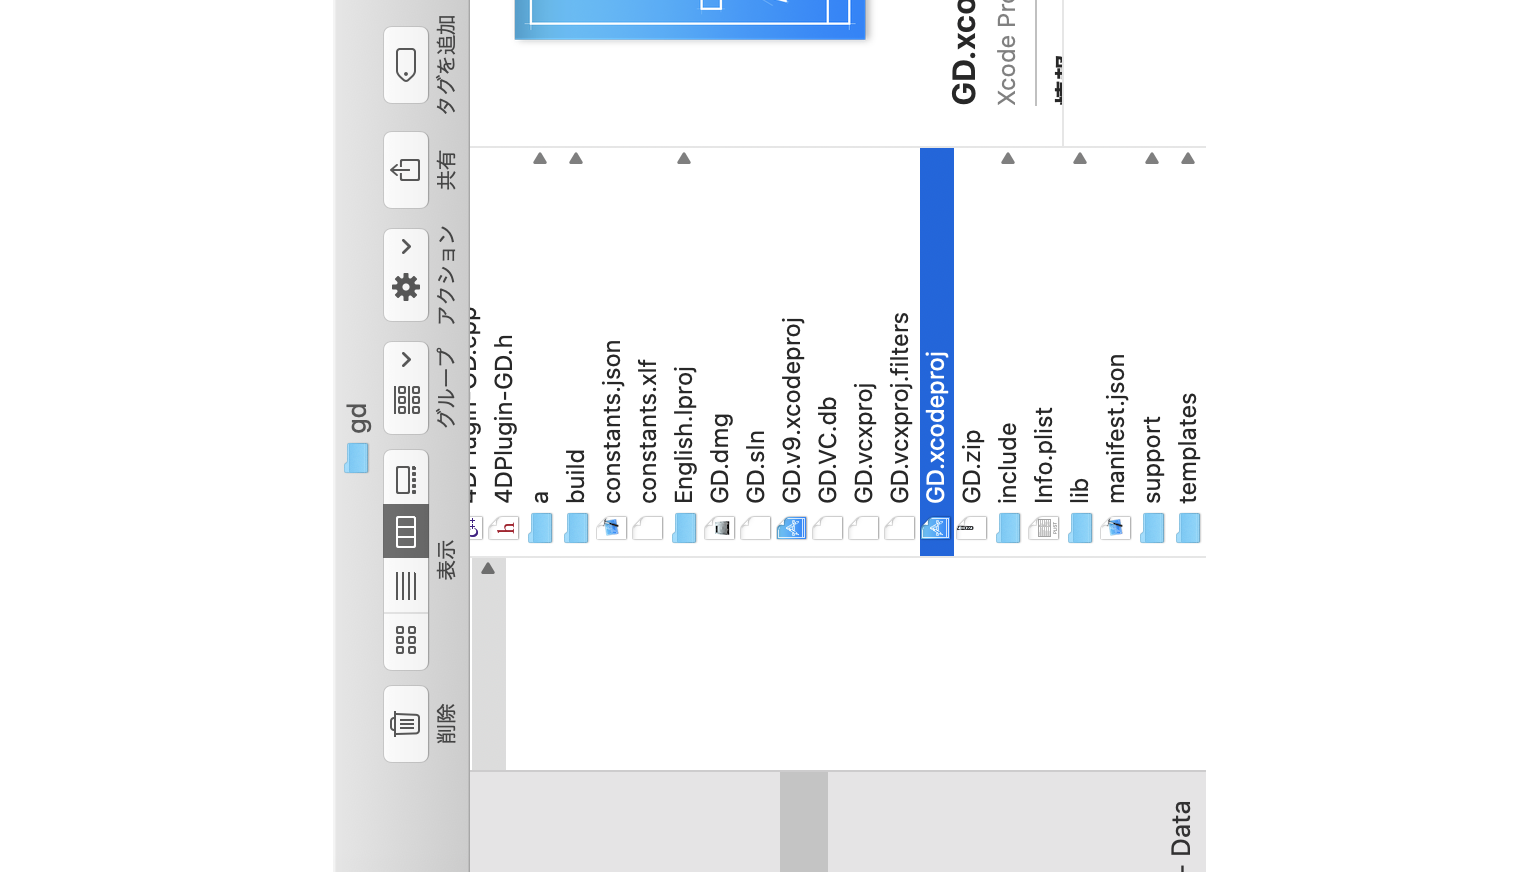 gd
削除
表示
グループ
アクション
共有
タグを追加
4DPlugin-GD.cpp
4DPlugin-GD.h
a
build
constants.json
constants.xlf
English.lproj
GD.dmg
GD.sln
GD.v9.xcodeproj
GD.VC.db
GD.vcxproj
GD.vcxproj.filters
GD.xcodeproj
GD.zip
include
Info.plist
lib
manifest.json
support
templates
GD.xco
Xcode Pro
情報
- Data